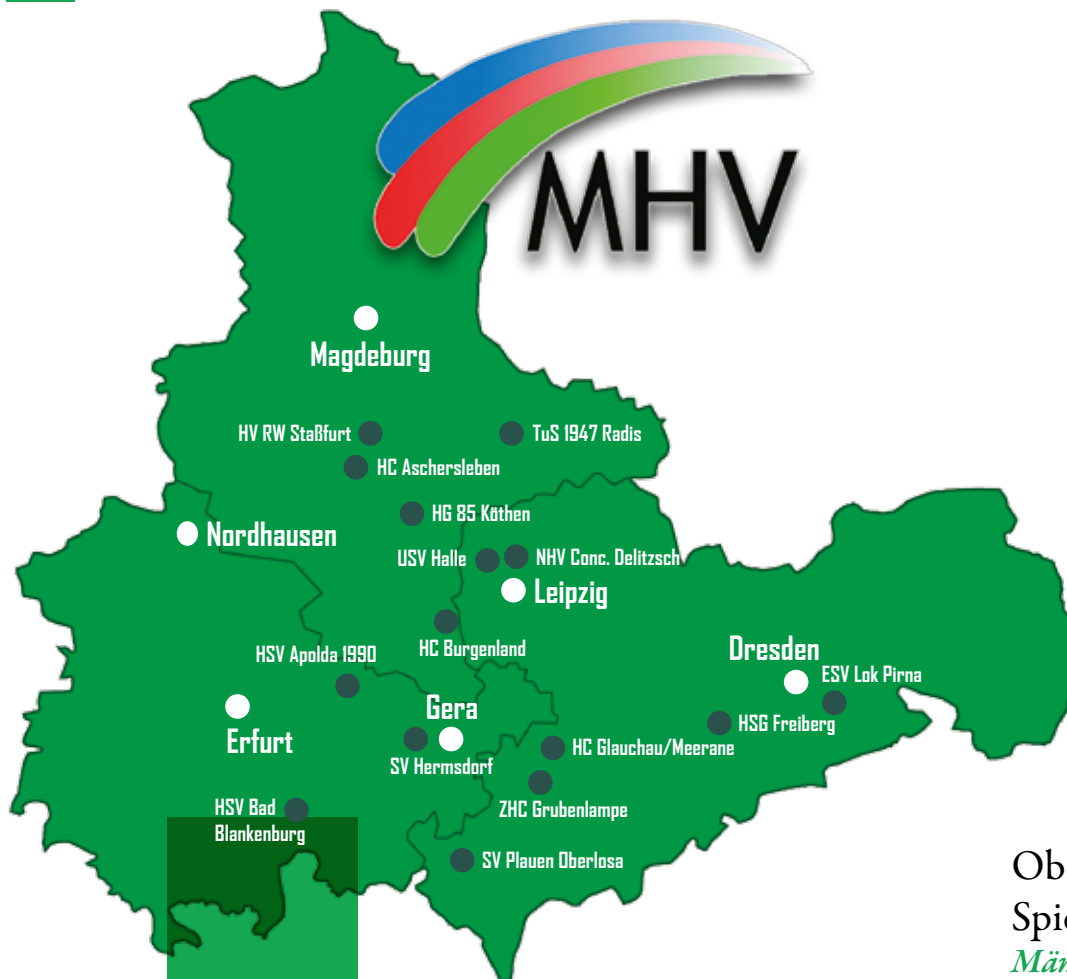 MHV
Magdeburg
HV RW Staßfurt
TuS 1947 Radis
HC Aschersleben
HG 85 Köthen
Nordhausen
USV Halle
NHV Conc. Delitzsch
Leipzig
HC Burgenland
HSV Apolda 1990
Dresden
ESV Lok Pirna
Gera
HSG Freiberg
Erfurt
SV Hermsdorf
HC Glauchau/Meerane
HSV Bad
Blankenburg
ZHC Grubenlampe
SV Plauen Oberlosa